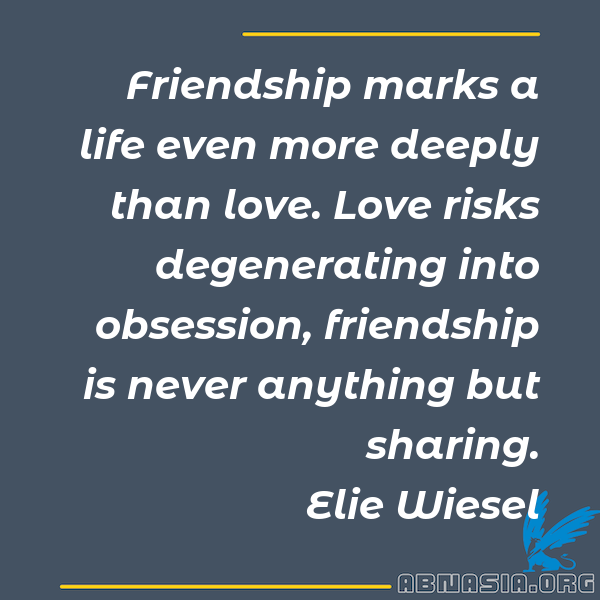 Friendship marks a
life even more deeply
than love. Love risks
degenerating into
obsession, friendship
is never anything but
sharing.
Elie Wiesel
ABNASIA.ORG